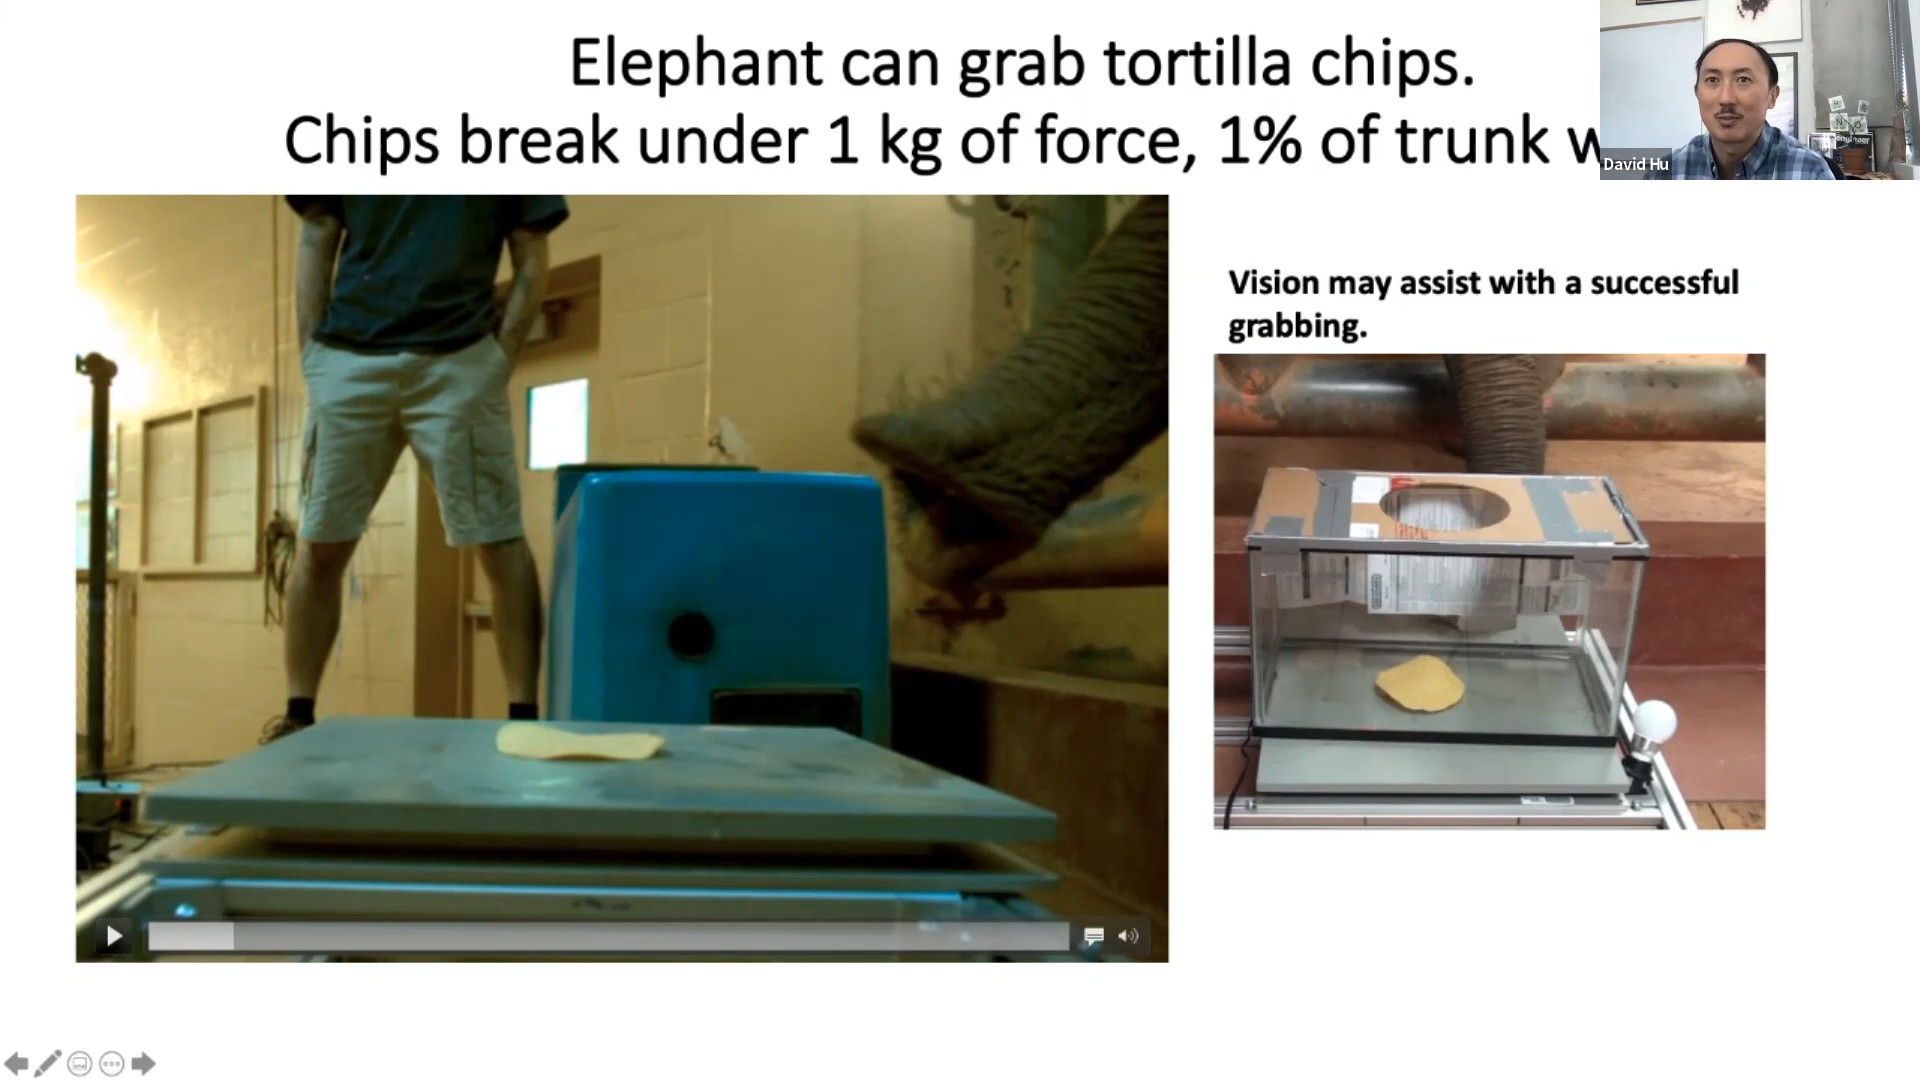 Elephant can grab tortilla chips.
Chips break under 1 kg of force, 1% of trunk w
David Hu
Vision may assist with a successful
grabbing.